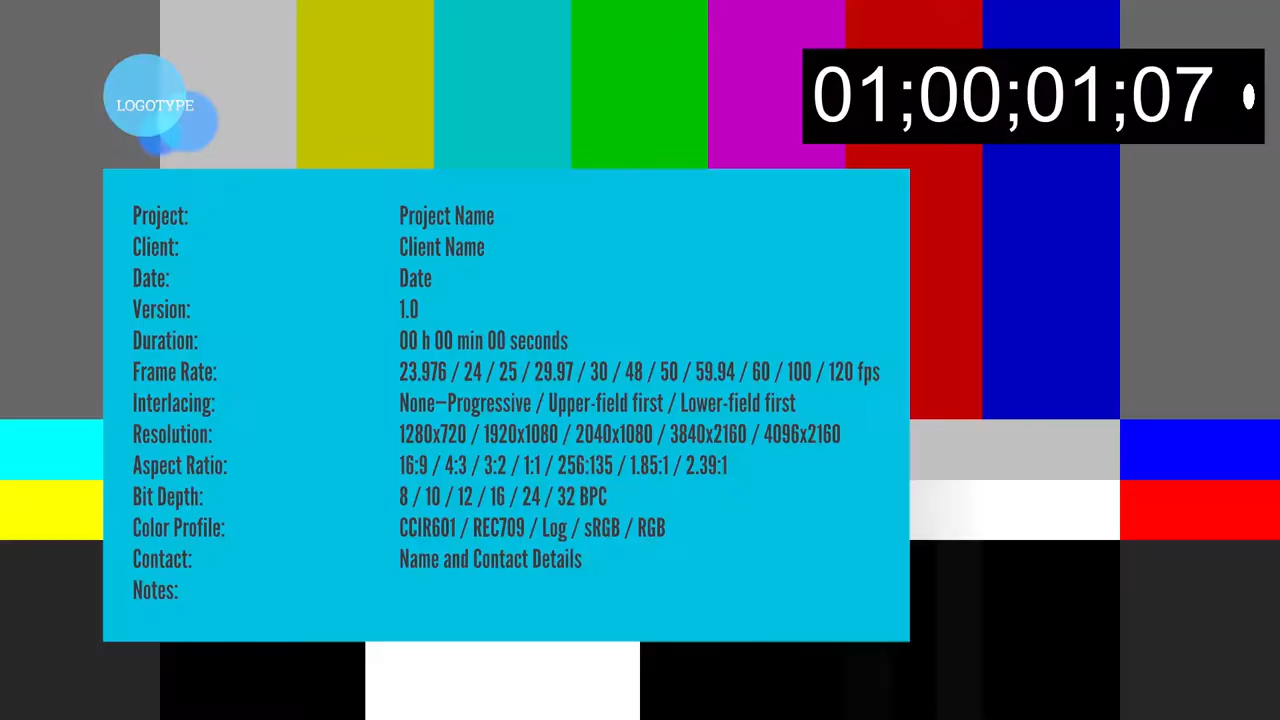 LOGOTYPE
01;00;01;07
Project: Project Name
Client: Client Name
Date: Date
Version: 1.0
Duration: 00 h 00 min 00 seconds
Frame Rate: 23.976 / 24 / 25 / 29.97 / 30 / 48 / 50 / 59.94 / 60 / 100 / 120 fps
Interlacing: None—Progressive / Upper-field first / Lower-field first
Resolution: 1280x720 / 1920x1080 / 2040x1080 / 3840x2160 / 4096x2160
Aspect Ratio: 16:9 / 4:3 / 3:2 / 1:1 / 256:135 / 1.85:1 / 2.39:1
Bit Depth: 8 / 10 / 12 / 16 / 24 / 32 BPC
Color Profile: CCIR601 / REC709 / Log / sRGB / RGB
Contact: Name and Contact Details
Notes: